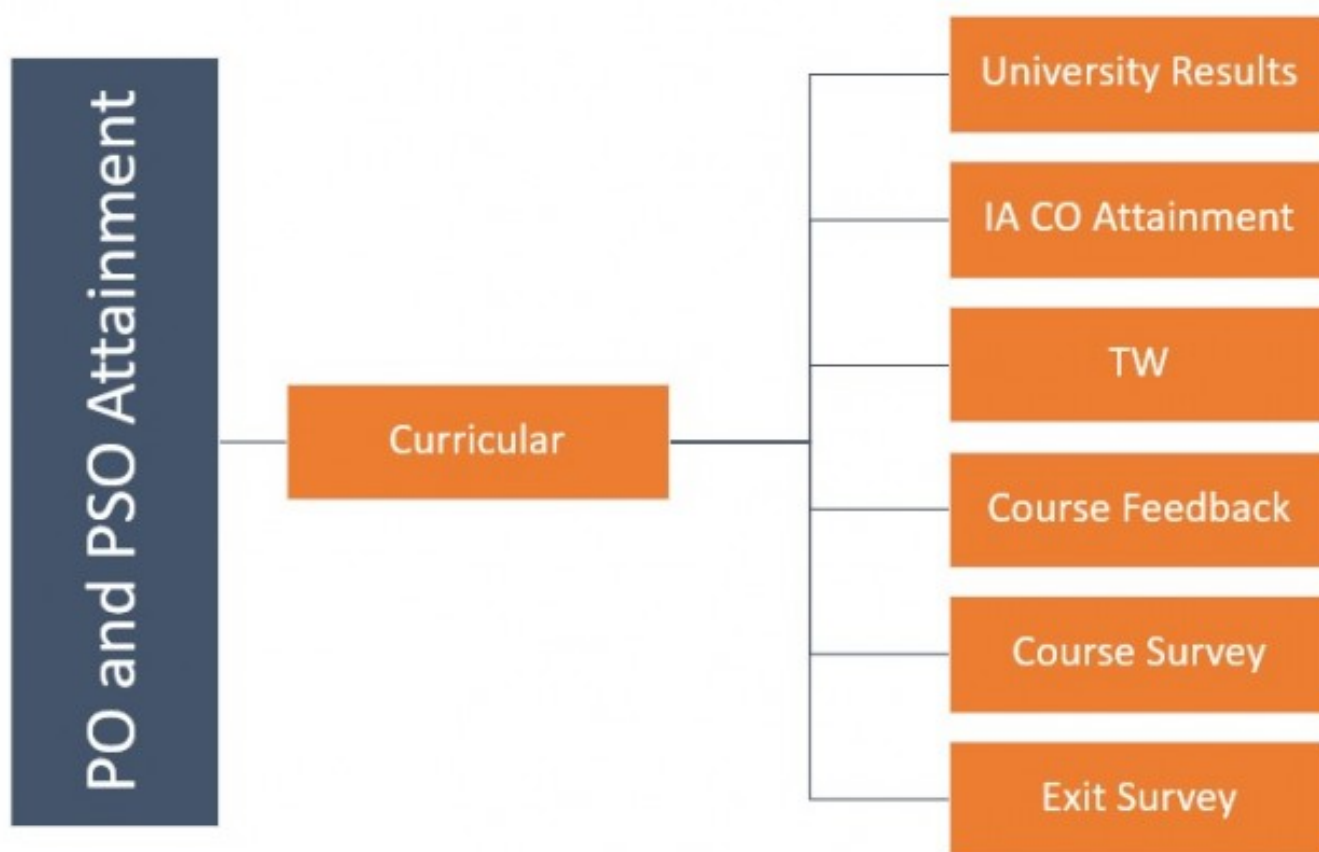 PO and PSO Attainment
Curricular
University Results
IA CO Attainment
TW
Course Feedback
Course Survey
Exit Survey